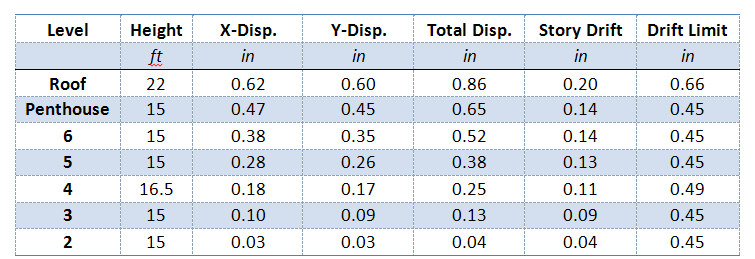 Level Height X-Disp. Y-Disp. Total Disp. Story Drift Drift Limit
ft in in in in in
Roof 22 0.62 0.60 0.86 0.20 0.66
Penthouse 15 0.47 0.45 0.65 0.14 0.45
6 15 0.38 0.35 0.52 0.14 0.45
5 15 0.28 0.26 0.38 0.13 0.45
4 16.5 0.18 0.17 0.25 0.11 0.49
3 15 0.10 0.09 0.13 0.09 0.45
2 15 0.03 0.03 0.04 0.04 0.45